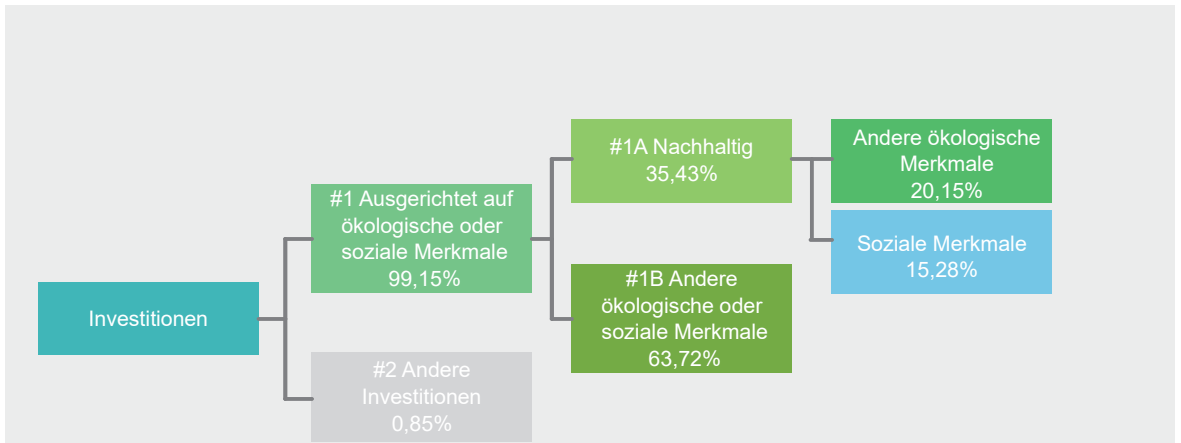 Investitionen
#1 Ausgerichtet auf
ökologische oder
soziale Merkmale
99,15%
#2 Andere
Investitionen
0,85%
#1A Nachhaltig
35,43%
#1B Andere
ökologische oder
soziale Merkmale
63,72%
Andere ökologische
Merkmale
20,15%
Soziale Merkmale
15,28%